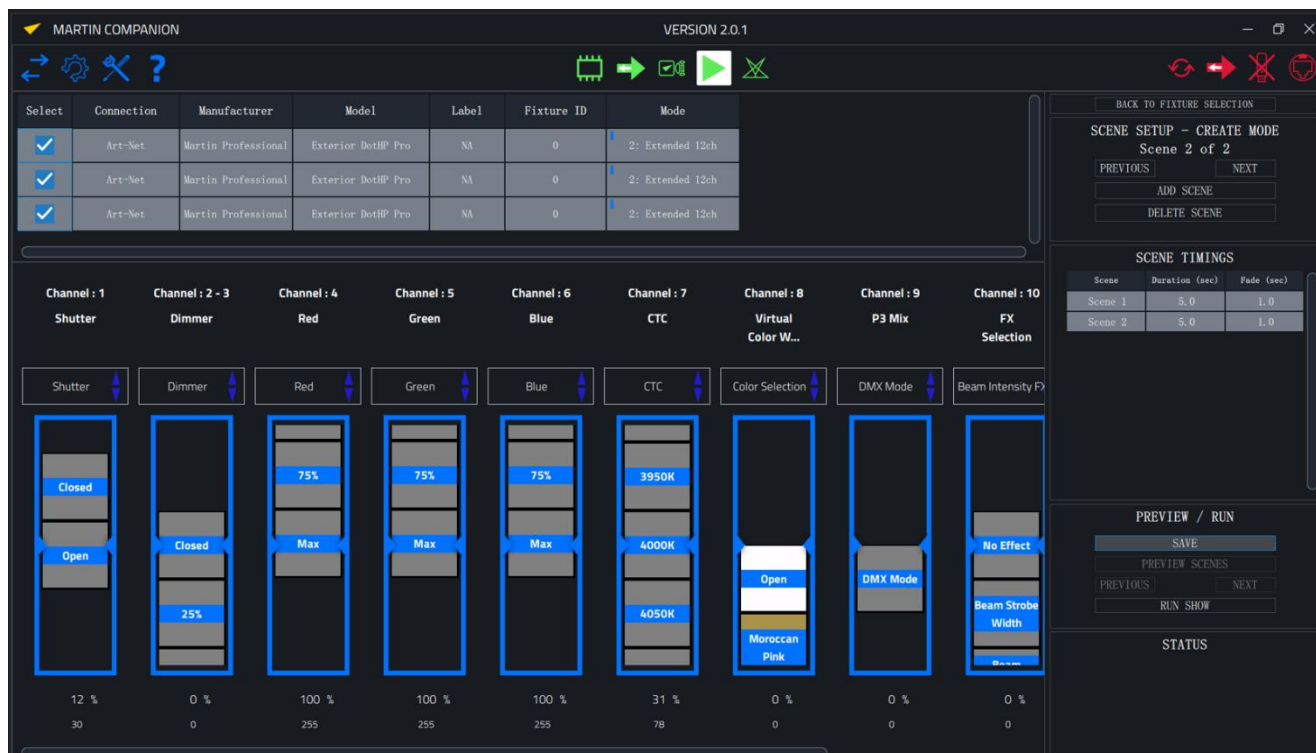 MARTIN COMPANION VERSION 2.0.1
Select Connection Manufacturer Model Label Fixture ID Mode
Art-Net Martin Professional Exterior DotHP Pro NA 0 2: Extended 12ch
Art-Net Martin Professional Exterior DotHP Pro NA 0 2: Extended 12ch
Art-Net Martin Professional Exterior DotHP Pro NA 0 2: Extended 12ch
Channel : 1 Channel : 2 - 3 Channel : 4 Channel : 5 Channel : 6 Channel : 7 Channel : 8 Channel : 9 Channel : 10
Shutter Dimmer Red Green Blue CTC Virtual P3 Mix FX
Color W... Selection
Shutter Dimmer Red Green Blue CTC Color Selection DMX Mode Beam Intensity FX
75% 75% 75% 3950K
Closed
Closed Max Max Max 4000K No Effect
Open
Open DMX Mode
25% 4050K Beam Strobe
Width
Moroccan
Pink
Beam
12 % 0 % 100 % 100 % 100 % 31 % 0 % 0 % 0 %
30 0 255 255 255 78 0 0 0
BACK TO FIXTURE SELECTION
SCENE SETUP - CREATE MODE
Scene 2 of 2
PREVIOUS NEXT
ADD SCENE
DELETE SCENE
SCENE TIMINGS
Scene Duration (sec) Fade (sec)
Scene 1 5.0 1.0
Scene 2 5.0 1.0
PREVIEW / RUN
SAVE
PREVIEW SCENES
PREVIOUS NEXT
RUN SHOW
STATUS